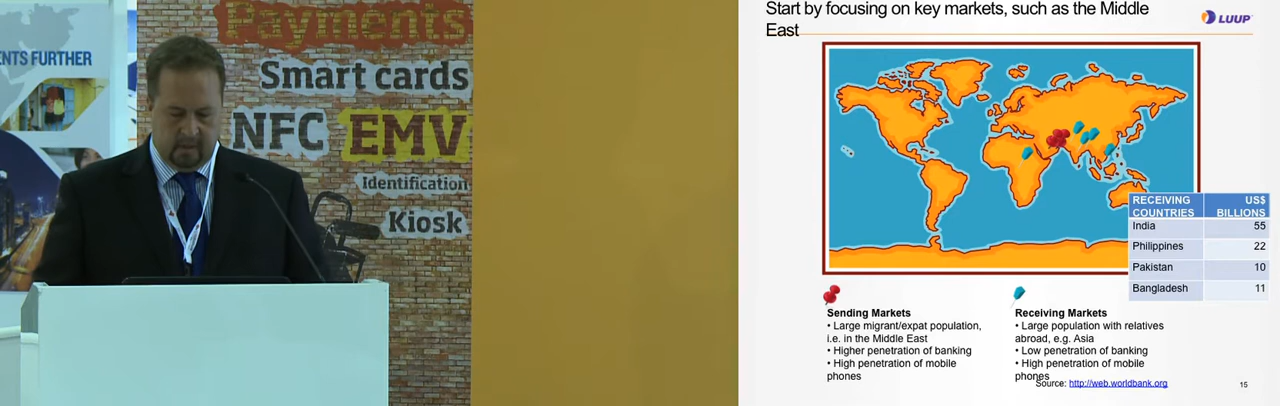 ENTS FURTHER
Payments
Smart cards
NFC EMV
Identification
Kiosk
Start by focusing on key markets, such as the Middle
East
LUUP
RECEIVING COUNTRIES US$ BILLIONS
India 55
Philippines 22
Pakistan 10
Bangladesh 11
Sending Markets
• Large migrant/expat population,
i.e. in the Middle East
• Higher penetration of banking
• High penetration of mobile
phones
Receiving Markets
• Large population with relatives
abroad, e.g. Asia
• Low penetration of banking
• High penetration of mobile
phones
Source: http://web.worldbank.org
15